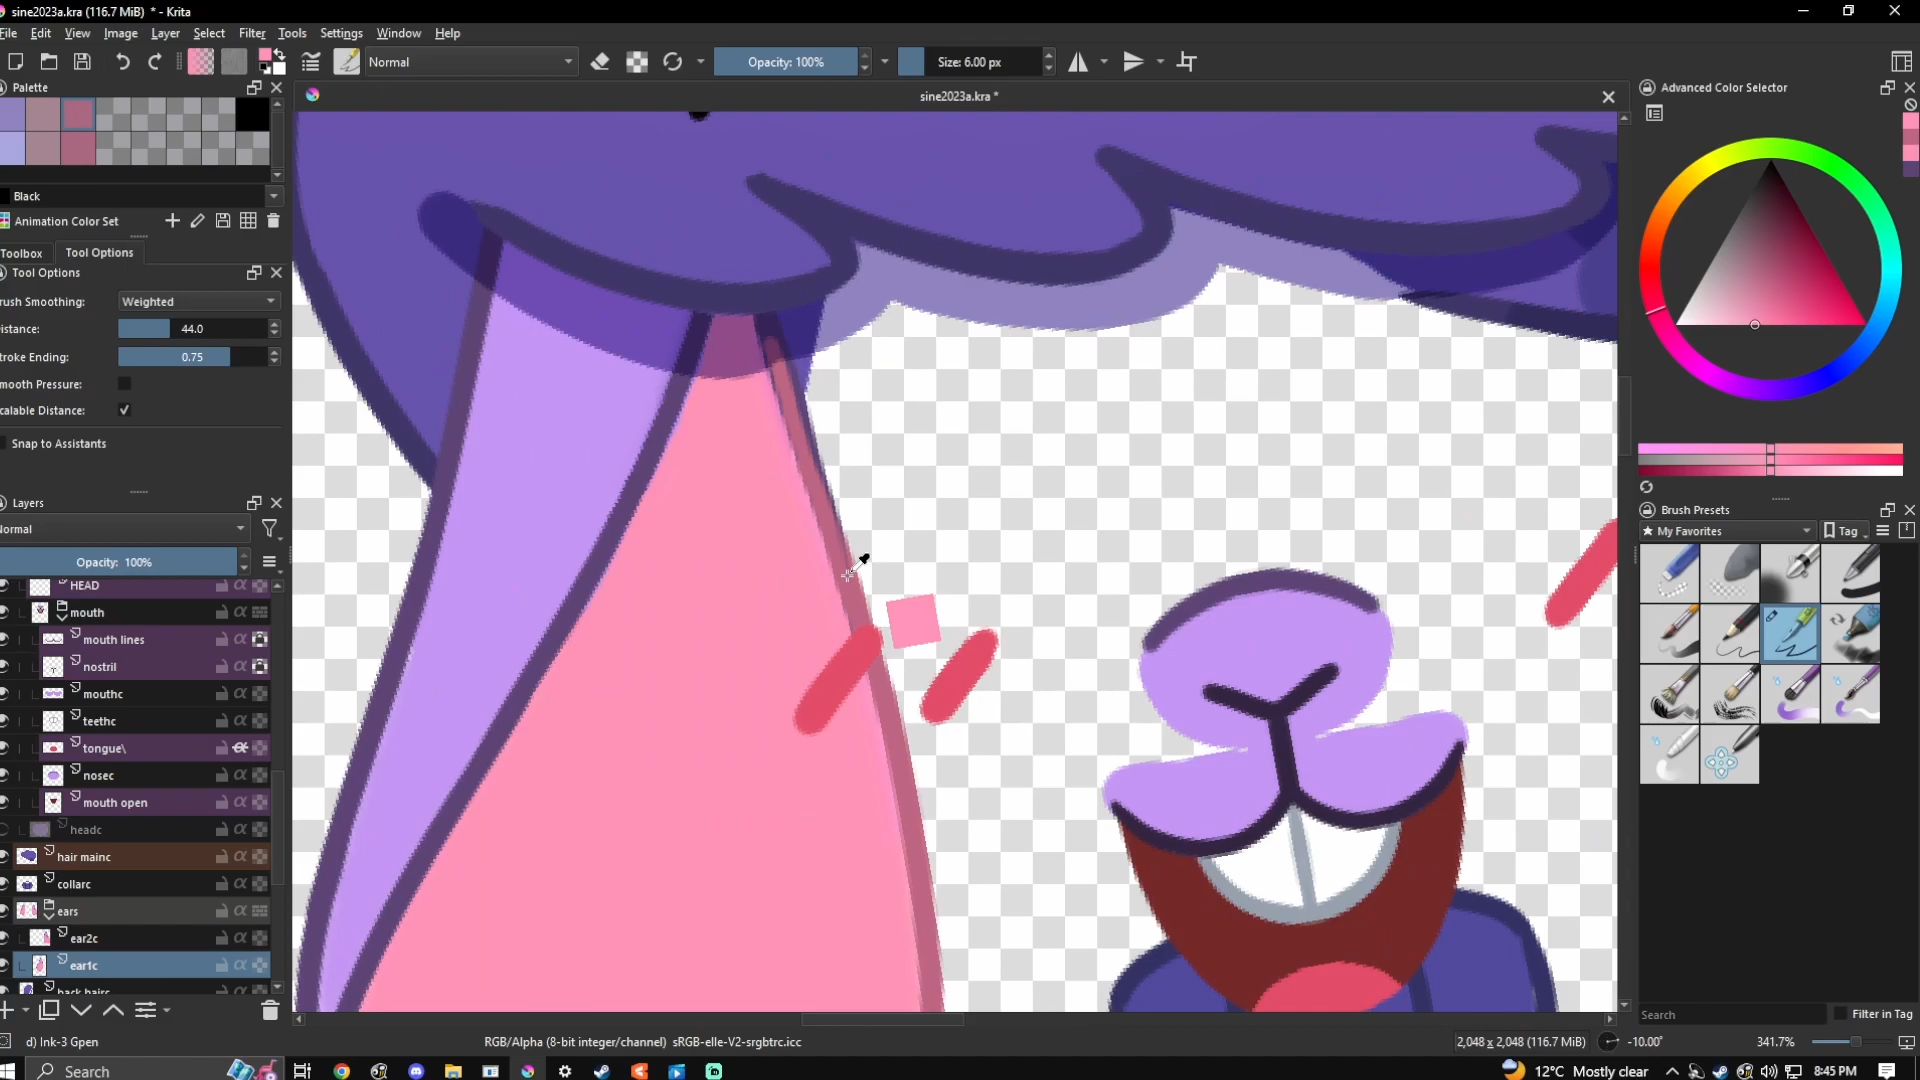 sine2023a.kra (116.7 MiB) * - Krita
File Edit View Image Layer Select Filter Tools Settings Window Help
Normal
Opacity: 100%
Size: 6.00 px
Palette
sine2023a.kra *
Advanced Color Selector
Black
Animation Color Set
Toolbox
Tool Options
Tool Options
rush Smoothing: Weighted
istance: 44.0
troke Ending: 0.75
mooth Pressure:
calable Distance:
Snap to Assistants
Layers
ormal
Opacity: 100%
HEAD
mouth
mouth lines
nostril
mouthc
teethc
tongue\
nosec
mouth open
headc
hair mainc
collarc
ears
ear2c
ear1c
back hairc
Brush Presets
My Favorites
Tag
Search
Filter in Tag
d) Ink-3 Gpen
RGB/Alpha (8-bit integer/channel) sRGB-elle-V2-srgbtrc.icc
2,048 x 2,048 (116.7 MiB)
-10.00°
341.7%
Search
12°C Mostly clear
8:45 PM